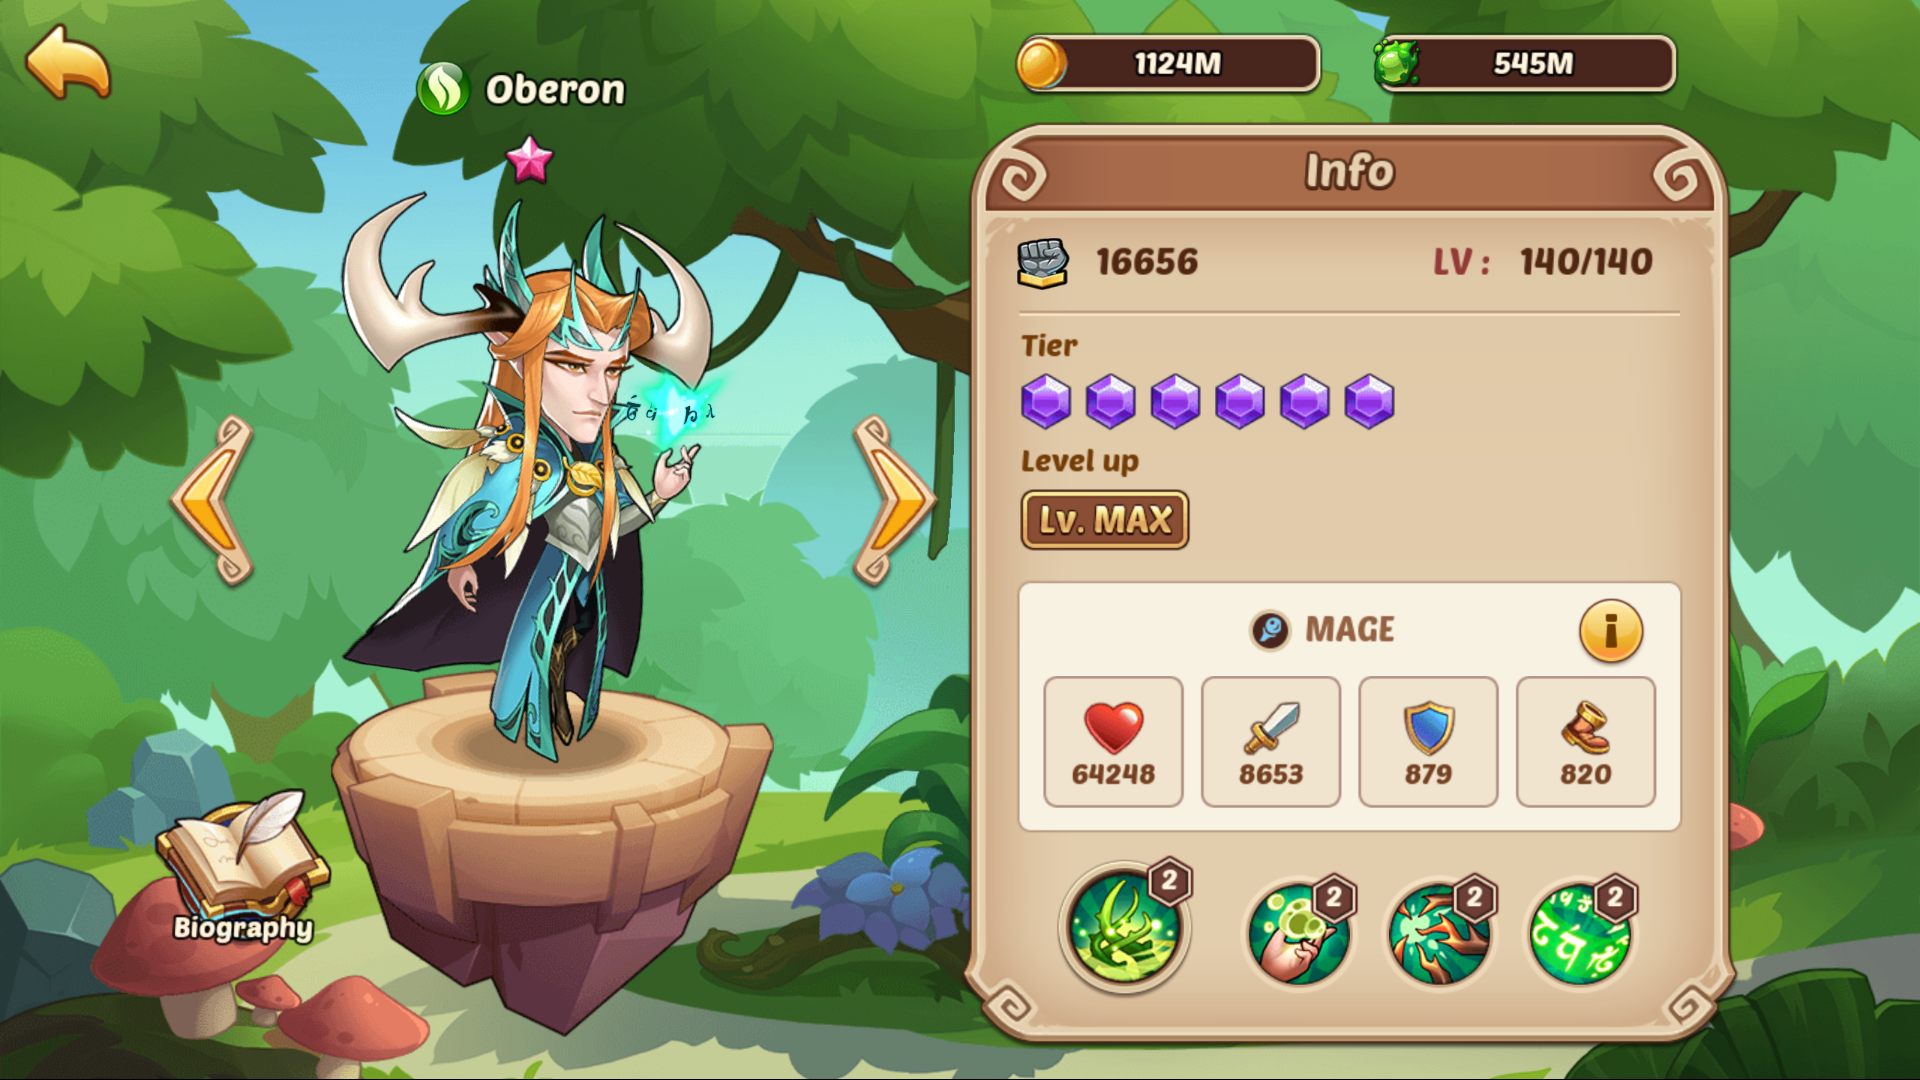 Oberon
1124M
545M
Info
16656
LV : 140/140
Tier
Level up
Lv. MAX
MAGE
64248
8653
879
820
2
2
2
2
Biography